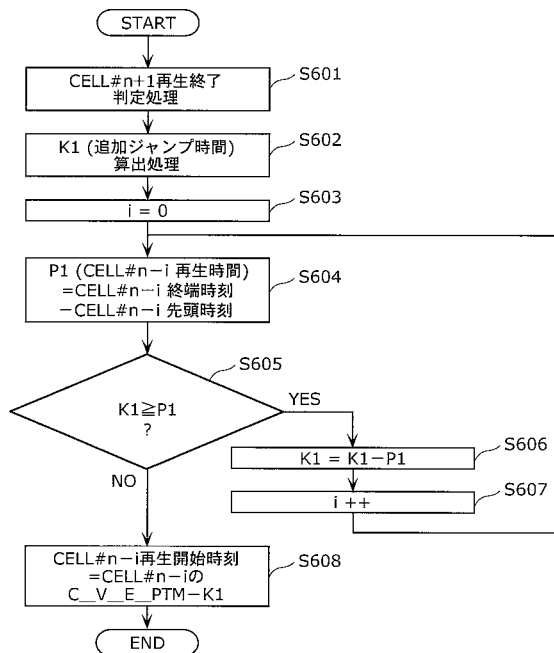 START
CELL#n+1再生終了
判定処理
S601
K1 (追加ジャンプ時間)
算出処理
S602
i = 0
S603
P1 (CELL#n−i 再生時間)
=CELL#n−i 終端時刻
−CELL#n−i 先頭時刻
S604
K1≧P1
?
S605
YES
K1 = K1−P1
S606
i ++
S607
NO
CELL#n−i再生開始時刻
=CELL#n−iの
C__V__E__PTM−K1
S608
END